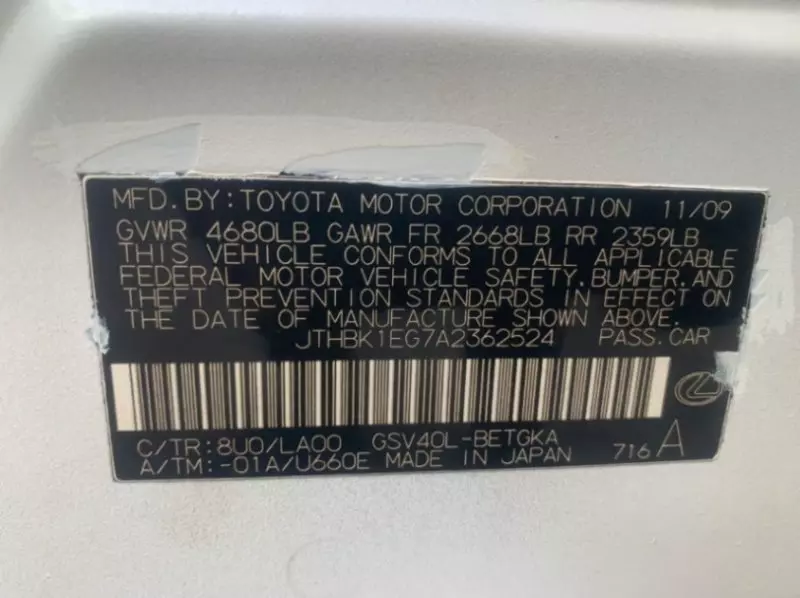 MFD. BY: TOYOTA MOTOR CORPORATION 11/09
GVWR 4680LB GAWR FR 2668LB RR 2359LB
THIS VEHICLE CONFORMS TO ALL APPLICABLE
FEDERAL MOTOR VEHICLE SAFETY, BUMPER, AND
THEFT PREVENTION STANDARDS IN EFFECT ON
THE DATE OF MANUFACTURE SHOWN ABOVE.
JTHBK1EG7A2362524 PASS. CAR
C/TR: 8U0/LA00 GSV40L-BETGKA
A/TM: -01A/U660E MADE IN JAPAN 716 A